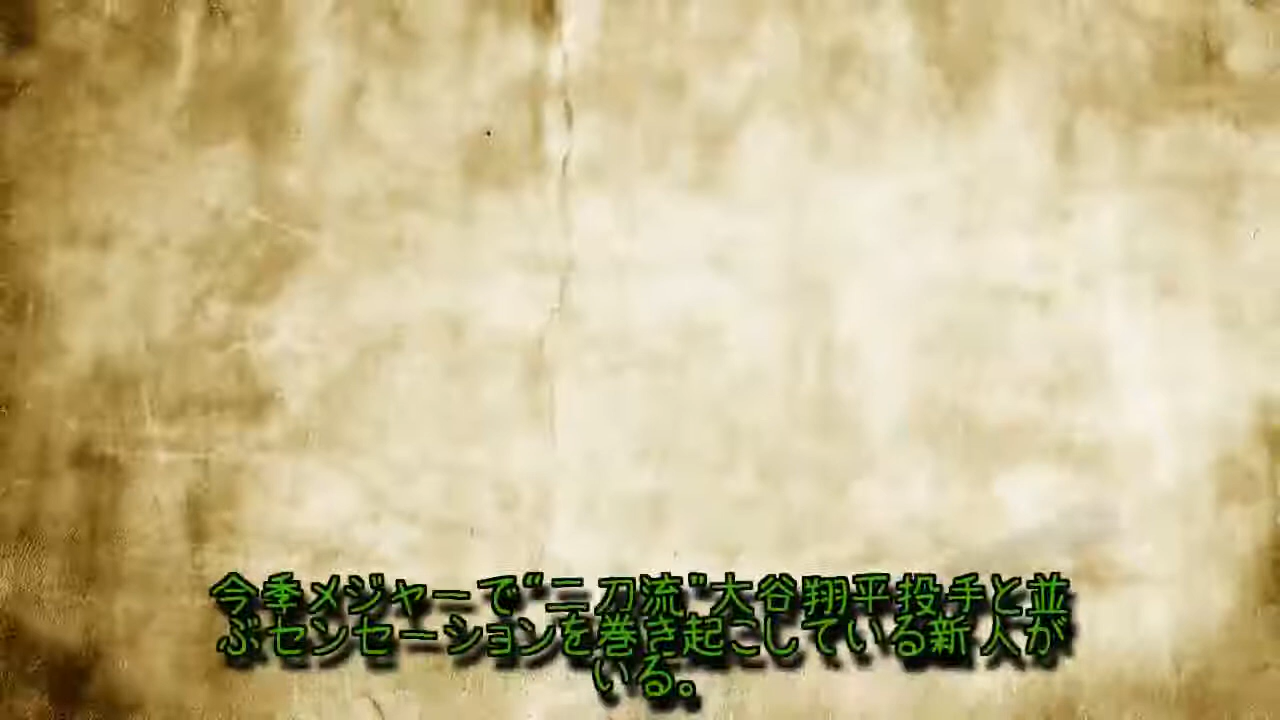 今季メジャーで“二刀流”大谷翔平投手と並
ぶセンセーションを巻き起こしている新人が
いる。